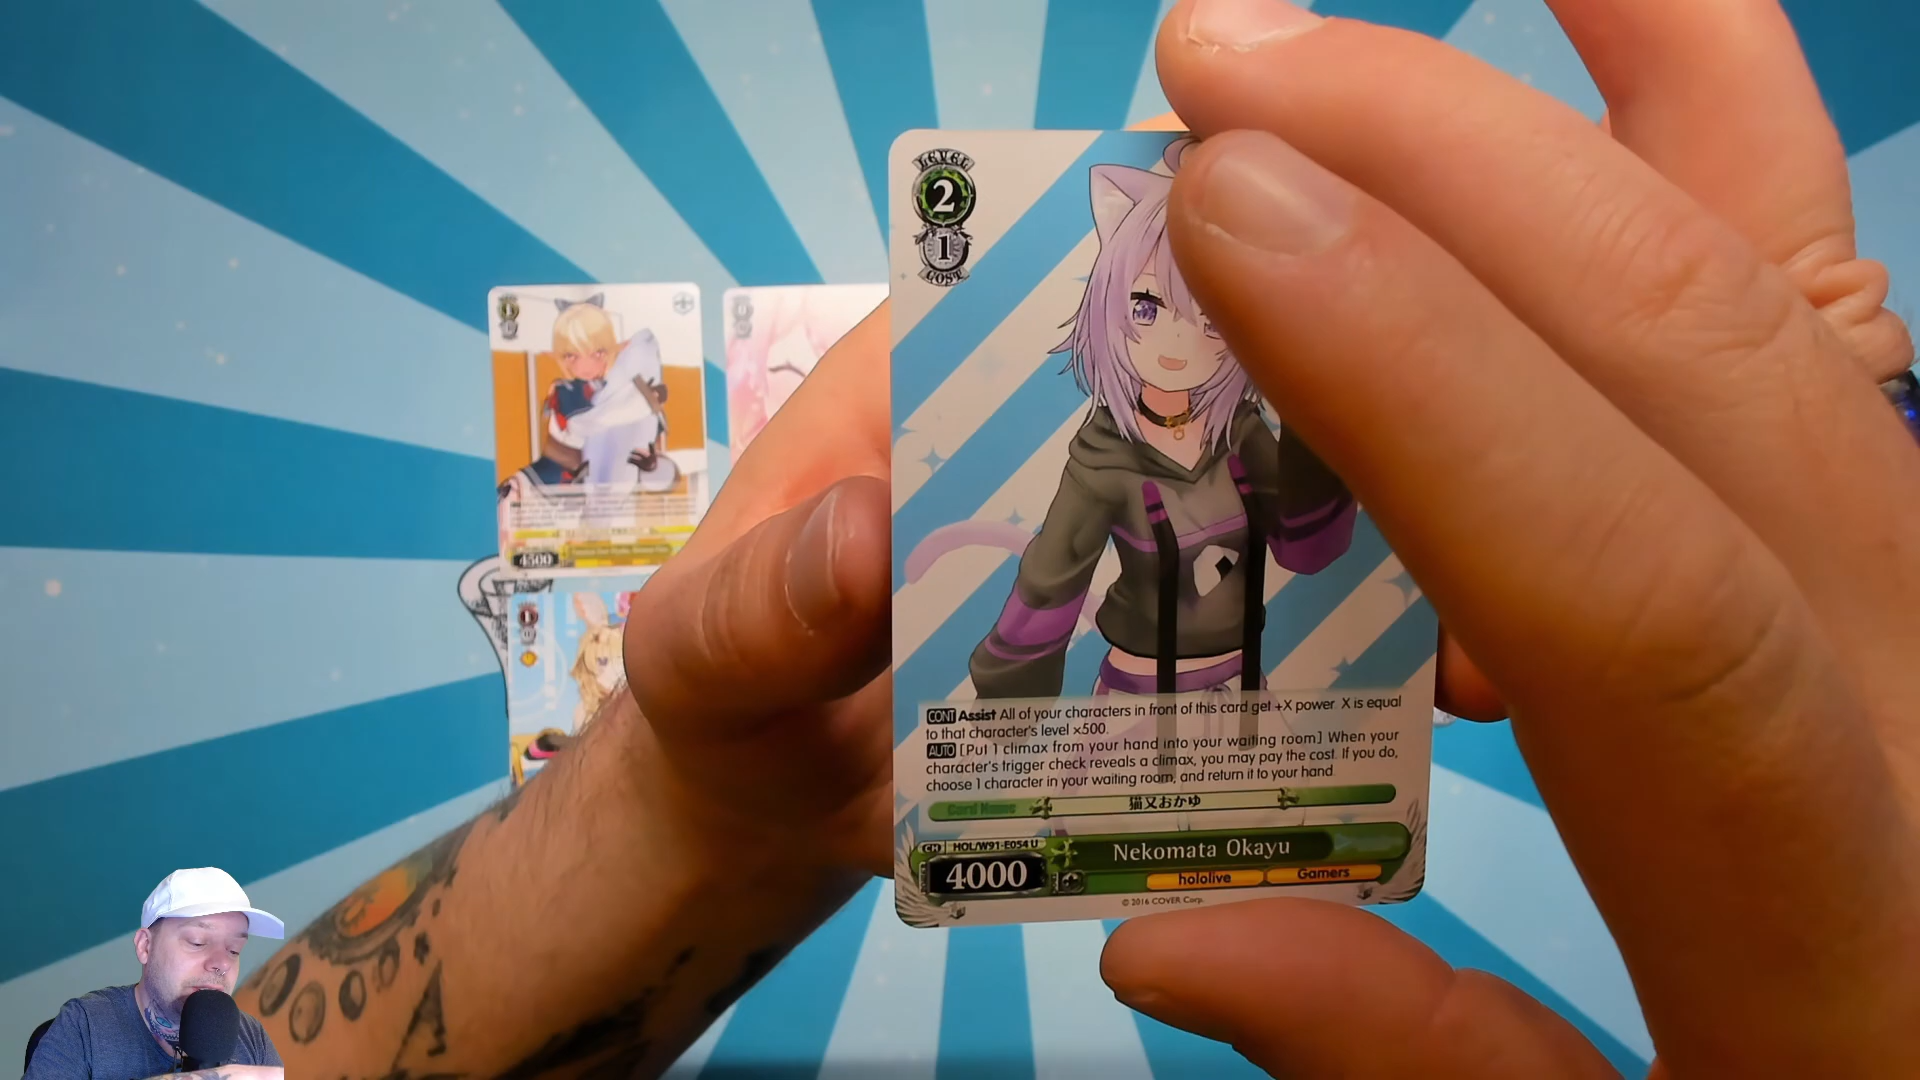 LEVEL
2
1
COST
CONT Assist All of your characters in front of this card get +X power. X is equal
to that character's level ×500.
AUTO [Put 1 climax from your hand into your waiting room] When your
character's trigger check reveals a climax, you may pay the cost. If you do,
choose 1 character in your waiting room, and return it to your hand.
Card Name 猫又おかゆ
CH HOL/W91-E054 U
Nekomata Okayu
4000
hololive Gamers
© 2016 COVER Corp.
4500